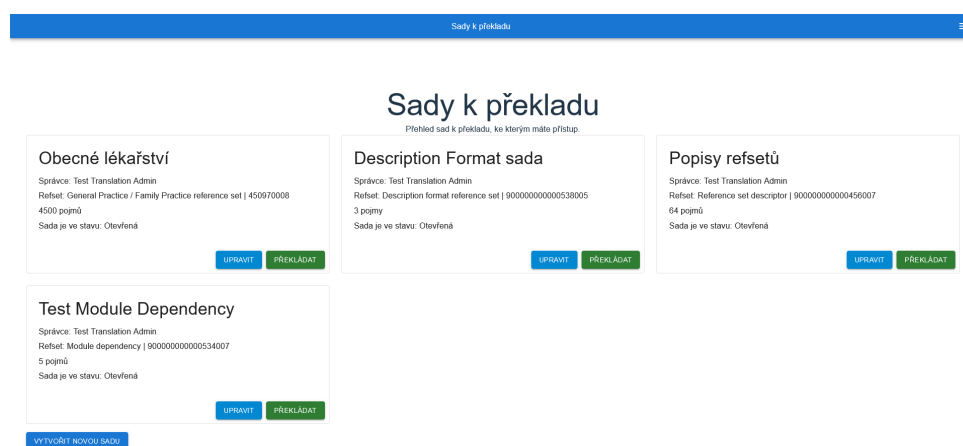 Sady k překladu
Sady k překladu
Přehled sad k překladu, ke kterým máte přístup.
Obecné lékařství
Správce: Test Translation Admin
Refset: General Practice / Family Practice reference set | 450970008
4500 pojmů
Sada je ve stavu: Otevřená
UPRAVIT PŘEKLÁDAT
Description Format sada
Správce: Test Translation Admin
Refset: Description format reference set | 900000000000538005
3 pojmy
Sada je ve stavu: Otevřená
UPRAVIT PŘEKLÁDAT
Popisy refsetů
Správce: Test Translation Admin
Refset: Reference set descriptor | 900000000000456007
64 pojmů
Sada je ve stavu: Otevřená
UPRAVIT PŘEKLÁDAT
Test Module Dependency
Správce: Test Translation Admin
Refset: Module dependency | 900000000000534007
5 pojmů
Sada je ve stavu: Otevřená
UPRAVIT PŘEKLÁDAT
VYTVOŘIT NOVOU SADU